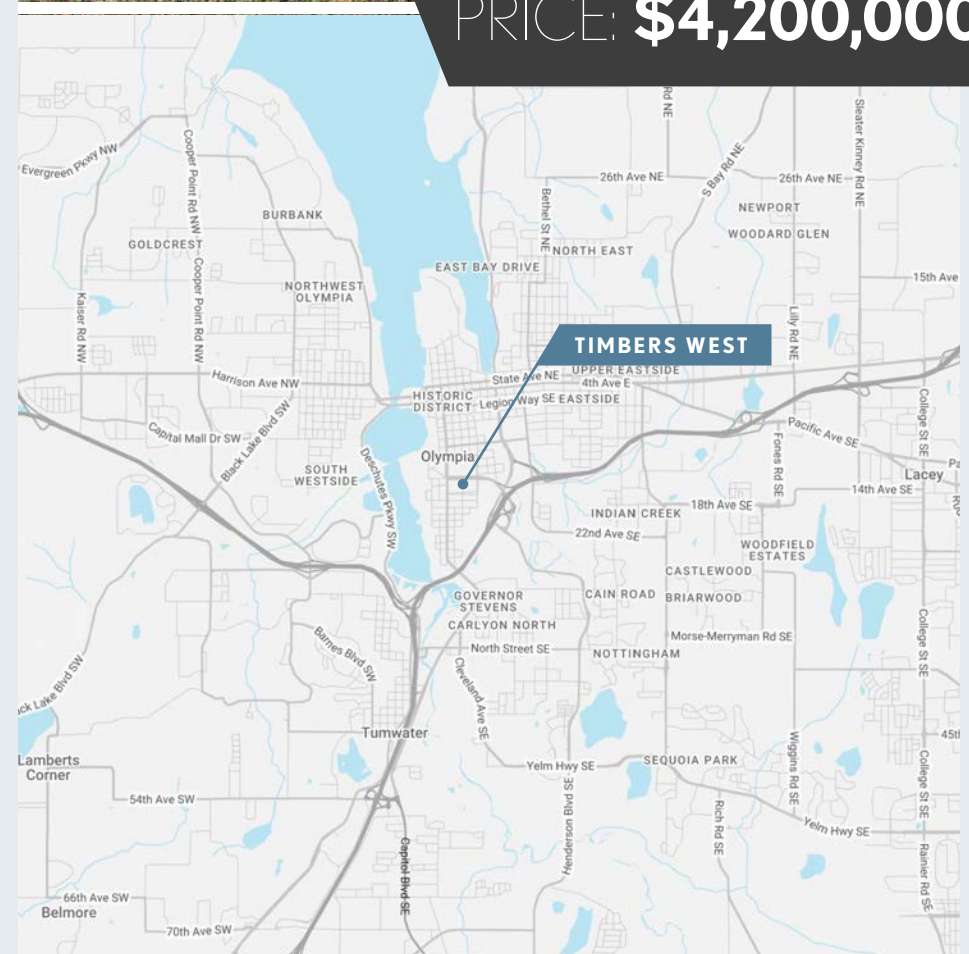 PRICE: $4,200,000
Rd NE
Sleater Kinney Rd NE
Evergreen Pkwy NW
Cooper Point Rd NW
S Bay Rd NE
26th Ave NE
26th Ave NE
BURBANK
Bethel St NE
NEWPORT
GOLDCREST
NORTH EAST
WOODARD GLEN
Cooper Point Rd NW
EAST BAY DRIVE
15th Ave
NORTHWEST
OLYMPIA
Kaiser Rd NW
Lilly Rd NE
TIMBERS WEST
Harrison Ave NW
State Ave NE
UPPER EASTSIDE
4th Ave E
HISTORIC
DISTRICT
Legion Way SE
EASTSIDE
College St SE
Capital Mall Dr SW
Black Lake Blvd SW
Pacific Ave SE
Olympia
Fones Rd SE
SOUTH
WESTSIDE
Deschutes Pkwy SW
Lacey
14th Ave SE
18th Ave SE
INDIAN CREEK
22nd Ave SE
WOODFIELD
ESTATES
CASTLEWOOD
GOVERNOR
STEVENS
CAIN ROAD
BRIARWOOD
CARLYON NORTH
College St SE
Morse-Merryman Rd SE
Barnes Blvd SW
North Street SE
NOTTINGHAM
ck Lake Blvd SW
Cleveland Ave SE
Tumwater
45th
Lamberts
Corner
Yelm Hwy SE
SEQUOIA PARK
Wiggins Rd SE
College St SE
54th Ave SW
Henderson Blvd SE
Rich Rd SE
Yelm Hwy SE
Capitol Blvd SE
Rainier Rd SE
66th Ave SW
Belmore
70th Ave SW